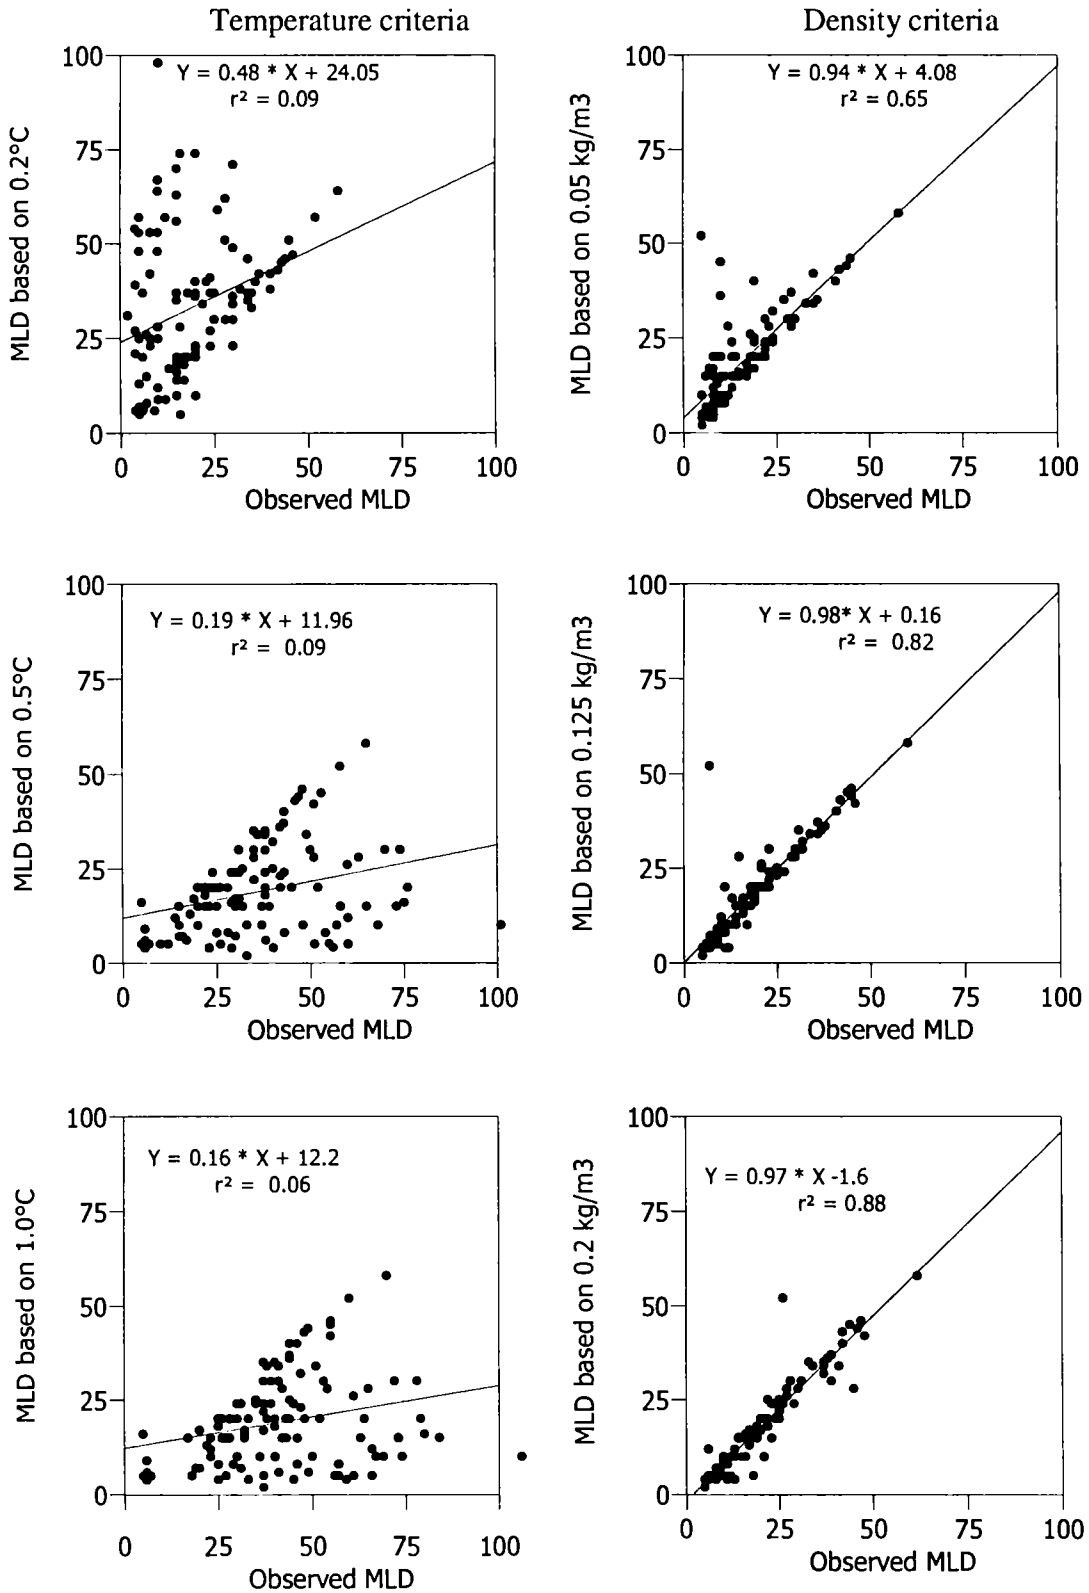 Temperature criteria
Density criteria
MLD based on 0.2°C
100
75
50
25
0
Y = 0.48 * X + 24.05
r² = 0.09
0 25 50 75 100
Observed MLD
MLD based on 0.05 kg/m3
100
75
50
25
0
Y = 0.94 * X + 4.08
r² = 0.65
0 25 50 75 100
Observed MLD
MLD based on 0.5°C
100
75
50
25
0
Y = 0.19 * X + 11.96
r² = 0.09
0 25 50 75 100
Observed MLD
MLD based on 0.125 kg/m3
100
75
50
25
0
Y = 0.98* X + 0.16
r² = 0.82
0 25 50 75 100
Observed MLD
MLD based on 1.0°C
100
75
50
25
0
Y = 0.16 * X + 12.2
r² = 0.06
0 25 50 75 100
Observed MLD
MLD based on 0.2 kg/m3
100
75
50
25
0
Y = 0.97 * X -1.6
r² = 0.88
0 25 50 75 100
Observed MLD